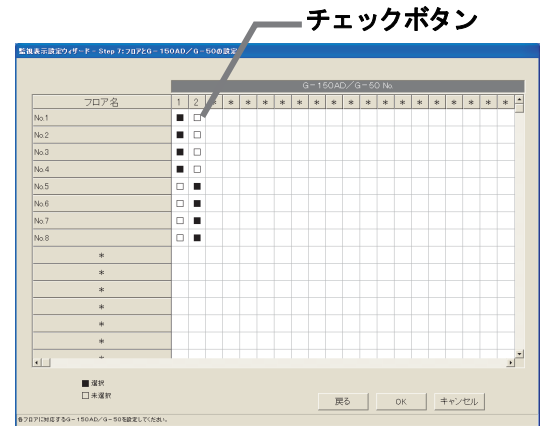 チェックボタン
監視表示設定ウィザード - Step 7:フロアとG-150AD/G-50の設定
G-150AD/G-50 No.
フロア名 1 2 * * * * * * * * * * * * * * * * * *
No.1 ■ □
No.2 ■ □
No.3 ■ □
No.4 ■ □
No.5 □ ■
No.6 □ ■
No.7 □ ■
No.8 □ ■
*
*
*
*
*
*
*
■ 選択
□ 未選択
戻る OK キャンセル
各フロアに対応するG-150AD/G-50を設定してください。